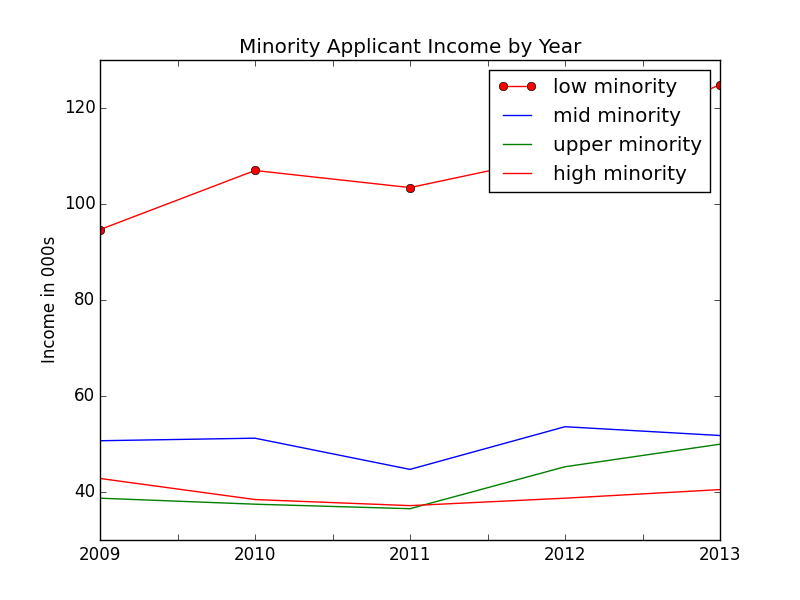 Minority Applicant Income by Year
low minority
mid minority
upper minority
high minority
Income in 000s
120
100
80
60
40
2009 2010 2011 2012 2013